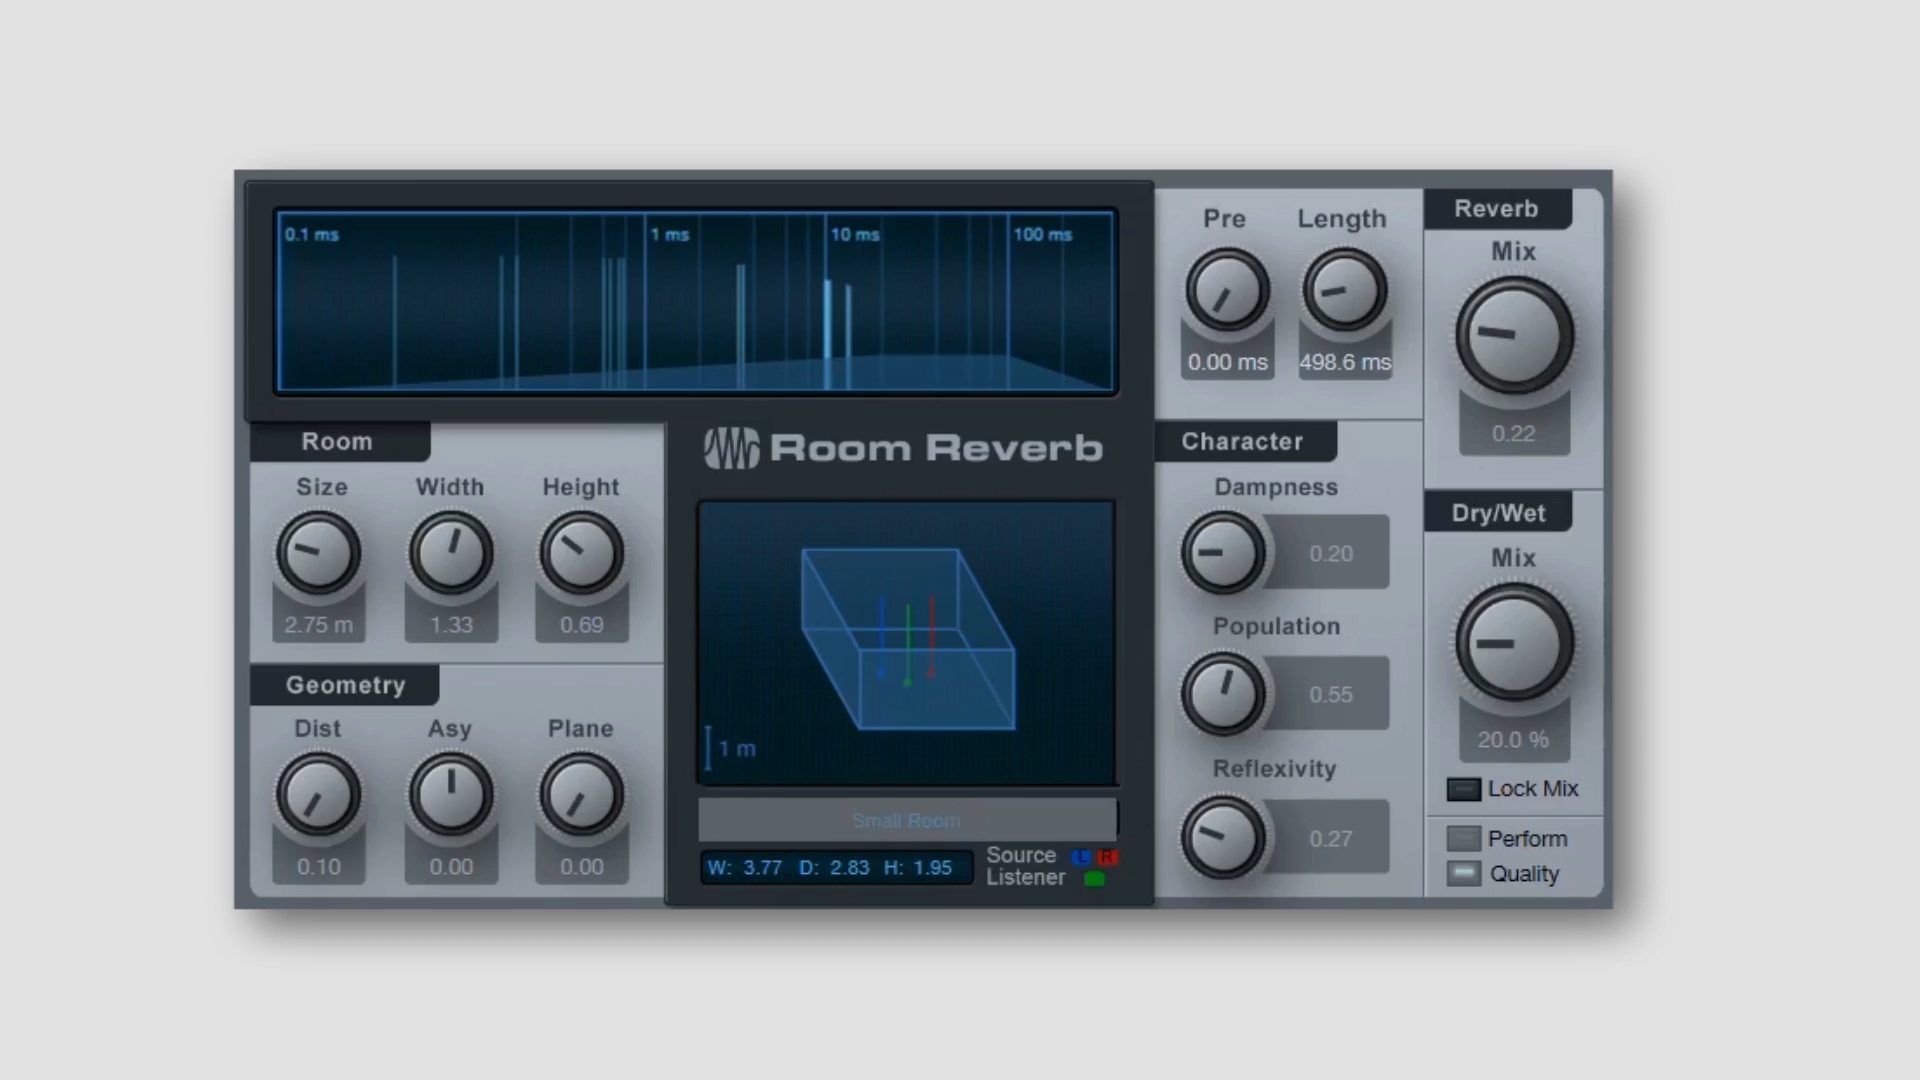 0.1 ms 1 ms 10 ms 100 ms
Pre Length
0.00 ms 498.6 ms
Reverb
Mix
0.22
Room
Size Width Height
2.75 m 1.33 0.69
Geometry
Dist Asy Plane
0.10 0.00 0.00
Room Reverb
1 m
Small Room
W: 3.77 D: 2.83 H: 1.95
Source L R
Listener
Character
Dampness
0.20
Population
0.55
Reflexivity
0.27
Dry/Wet
Mix
20.0 %
Lock Mix
Perform
Quality